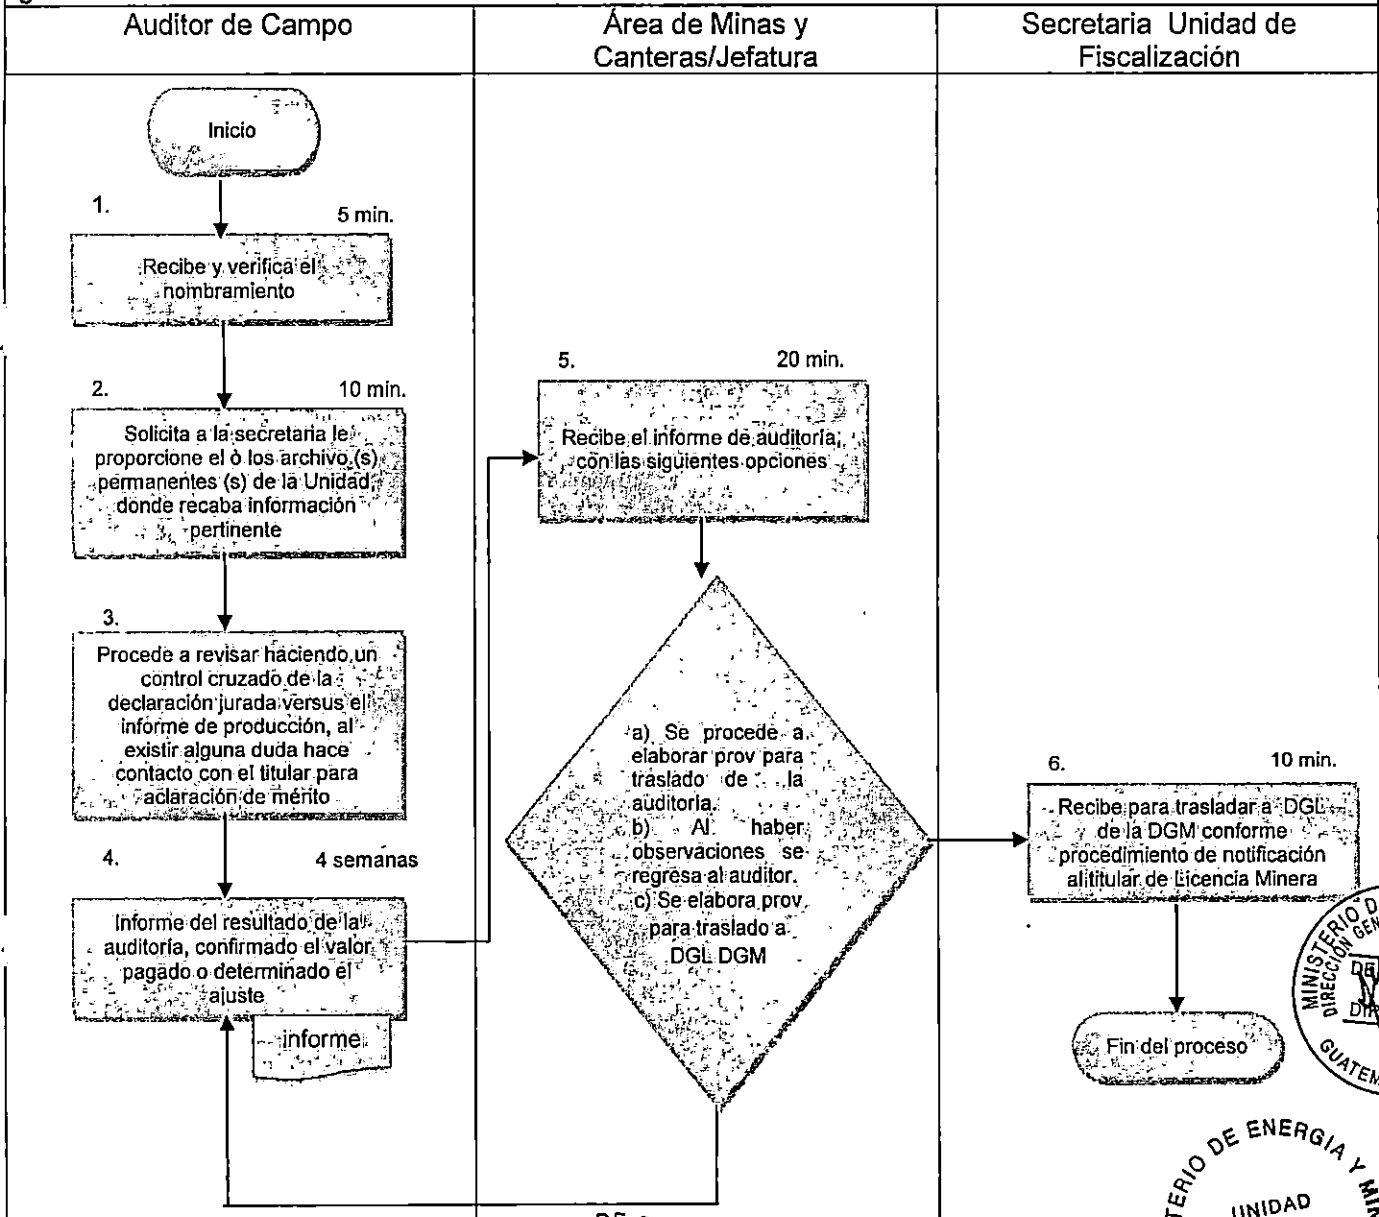 Auditor de Campo
Área de Minas y
Canteras/Jefatura
Secretaria Unidad de
Fiscalización
Inicio
1.
5 min.
Recibe y verifica el
nombramiento
2.
10 min.
Solicita a la secretaria le
proporcione el ò los archivo (s)
permanentes (s) de la Unidad,
donde recaba información
pertinente
3.
Procede a revisar haciendo un
control cruzado de la
declaración jurada versus el
informe de producción, al
existir alguna duda hace
contacto con el titular para
aclaración de mérito
4.
4 semanas
Informe del resultado de la
auditoría, confirmado el valor
pagado o determinado el
ajuste
informe
5.
20 min.
Recibe el informe de auditoría,
con las siguientes opciones
a) Se procede a
elaborar prov para
traslado de la
auditoría.
b) Al haber
observaciones se
regresa al auditor.
c) Se elabora prov
para traslado a
DGL DGM
6.
10 min.
Recibe para trasladar a DGL
de la DGM conforme
procedimiento de notificación
al titular de Licencia Minera
Fin del proceso
MINISTERIO D
DIRECCIÓN GEN
GUATEM
TERIO DE ENERGIA Y MIN
UNIDAD